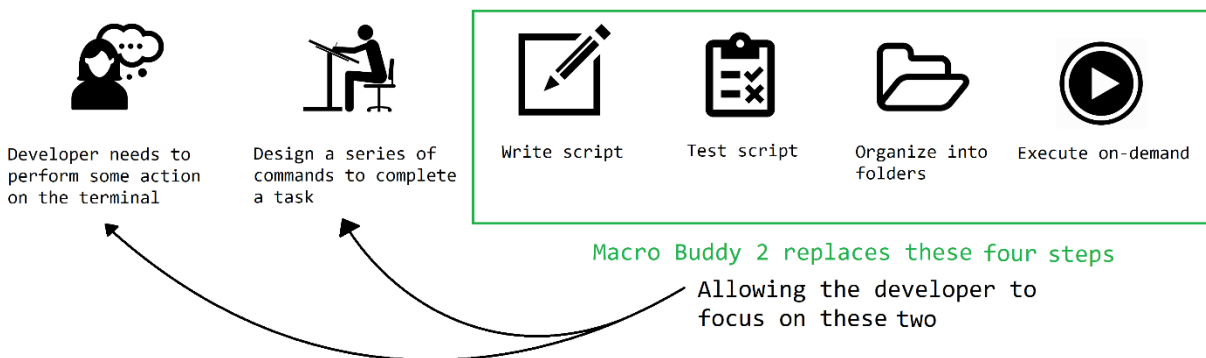 Developer needs to
perform some action
on the terminal
Design a series of
commands to complete
a task
Write script
Test script
Organize into
folders
Execute on-demand
Macro Buddy 2 replaces these four steps
Allowing the developer to
focus on these two